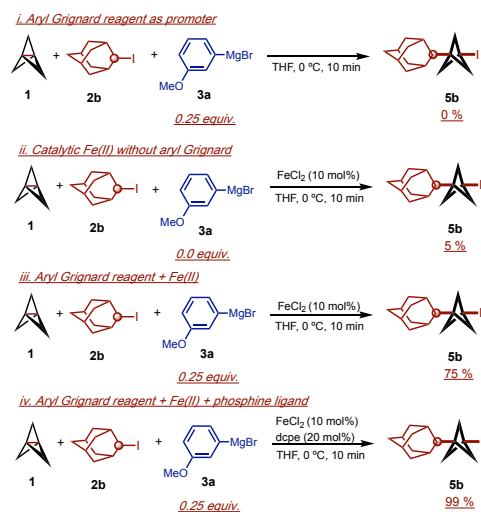 i. Aryl Grignard reagent as promoter
MgBr
I
I
+
+
THF, 0 ºC, 10 min
MeO
1
2b
3a
5b
0.25 equiv.
0 %
ii. Catalytic Fe(II) without aryl Grignard
MgBr
FeCl2 (10 mol%)
I
I
+
+
THF, 0 ºC, 10 min
MeO
1
2b
3a
5b
0.0 equiv.
5 %
iii. Aryl Grignard reagent + Fe(II)
MgBr
FeCl2 (10 mol%)
I
I
+
+
THF, 0 ºC, 10 min
MeO
1
2b
3a
5b
0.25 equiv.
75 %
iv. Aryl Grignard reagent + Fe(II) + phosphine ligand
FeCl2 (10 mol%)
MgBr
dcpe (20 mol%)
I
+
+
THF, 0 ºC, 10 min
MeO
1
2b
3a
5b
0.25 equiv.
99 %